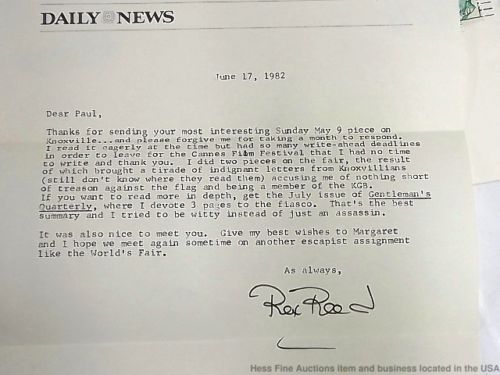 DAILY NEWS
June 17, 1982
Dear Paul,
Thanks for sending your most interesting Sunday May 9 piece on
Knoxville...and please forgive me for taking a month to respond.
I read it eagerly at the time but had so many write-ahead deadlines
in order to leave for the Cannes Film Festival that I had no time
to write and thank you. I did two pieces on the fair, the result
of which brought a tirade of indignant letters from Knoxvillians
(still don't know where they read them) accusing me of nothing short
of treason against the flag and being a member of the KGB.
If you want to read more in depth, get the July issue of Gentleman's
Quarterly, where I devote 3 pages to the fiasco. That's the best
summary and I tried to be witty instead of just an assassin.
It was also nice to meet you. Give my best wishes to Margaret
and I hope we meet again sometime on another escapist assignment
like the World's Fair.
As always,
Rex Reed
Hess Fine Auctions item and business located in the USA